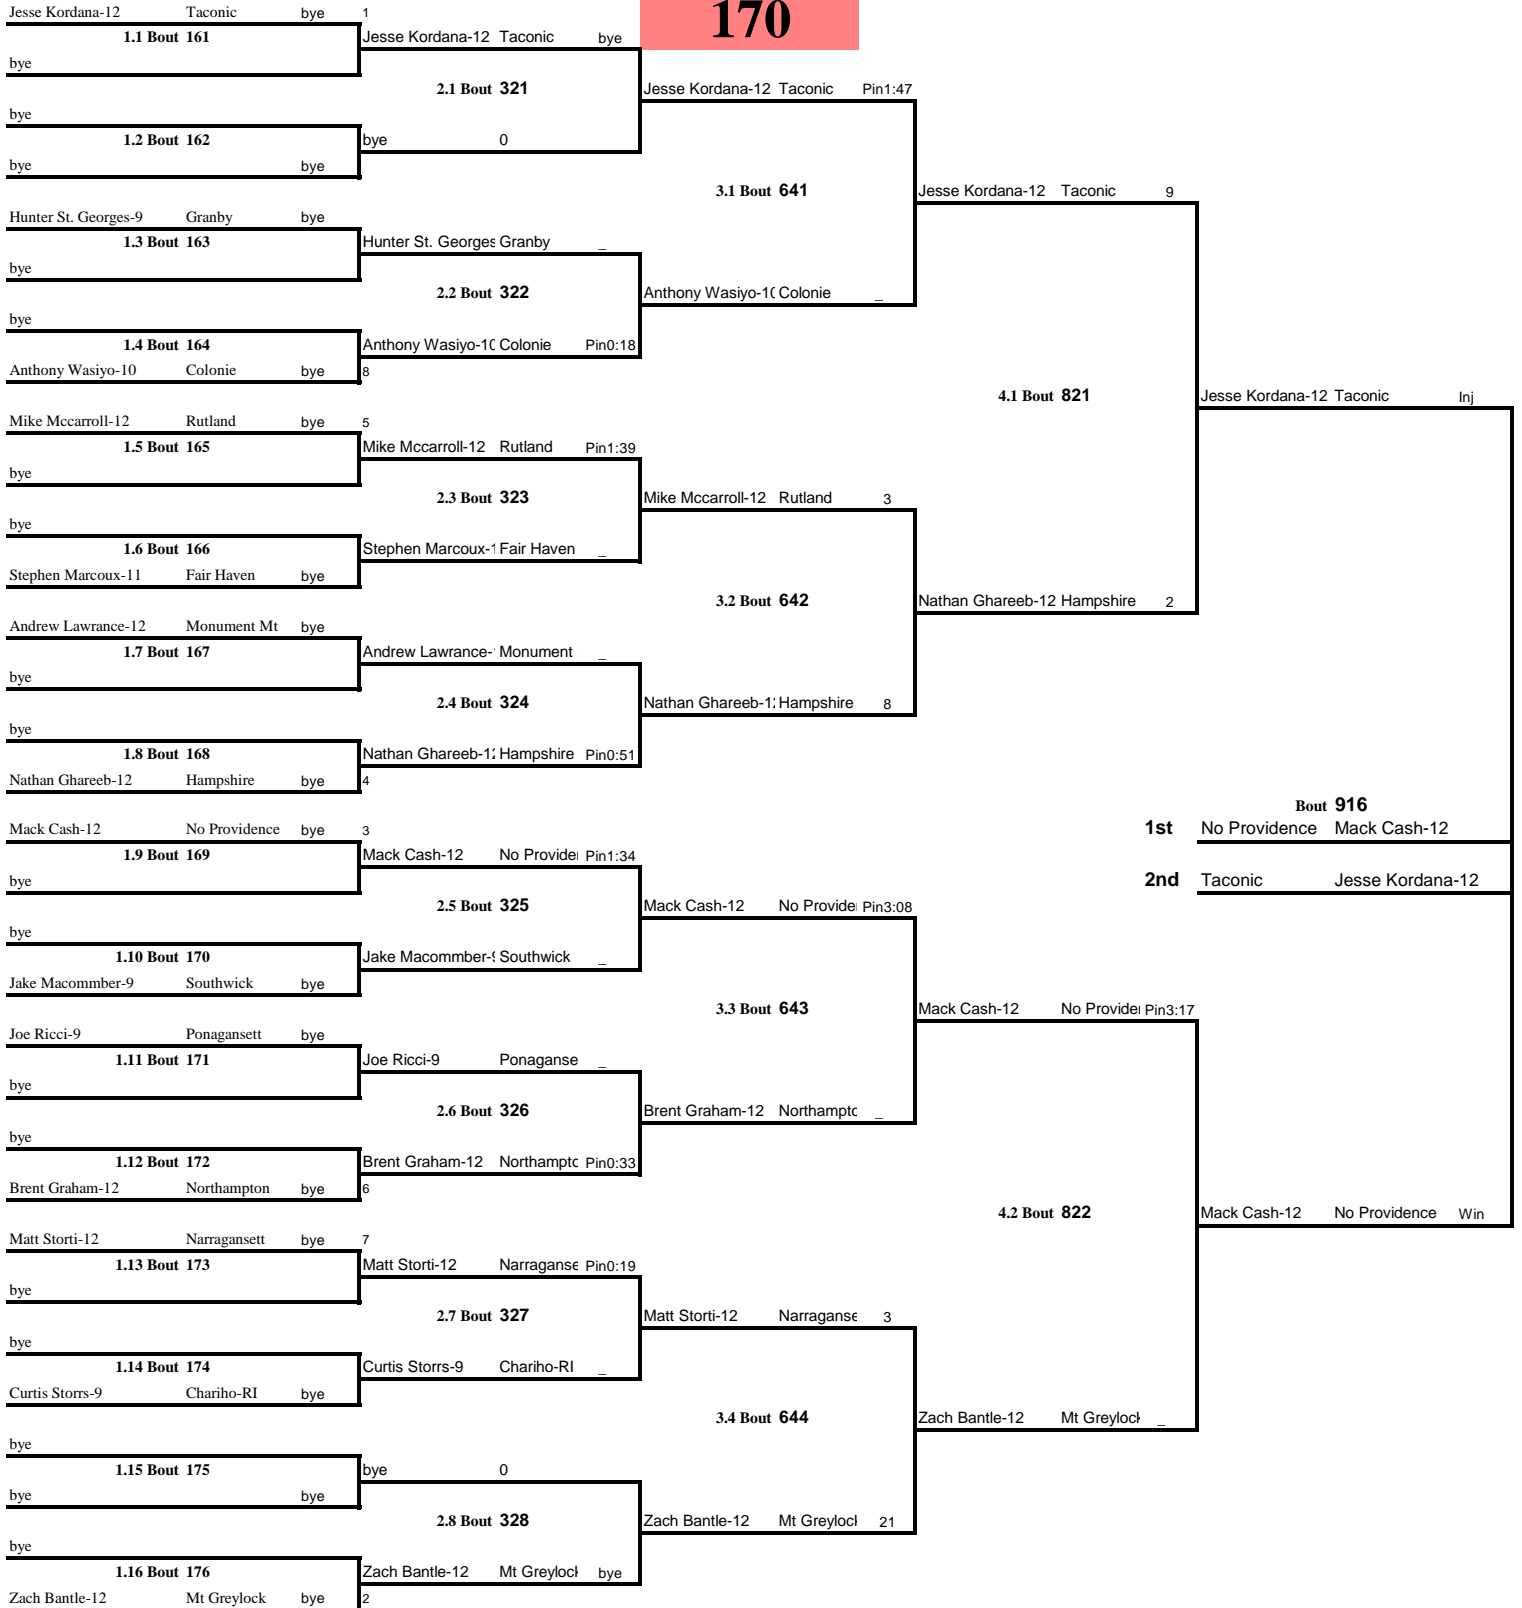 170
Jesse Kordana-12 Taconic bye 1
1.1 Bout 161
bye
bye
1.2 Bout 162
bye bye
Hunter St. Georges-9 Granby bye
1.3 Bout 163
bye
bye
1.4 Bout 164
Anthony Wasiyo-10 Colonie bye 8
Mike Mccarroll-12 Rutland bye 5
1.5 Bout 165
bye
bye
1.6 Bout 166
Stephen Marcoux-11 Fair Haven bye
Andrew Lawrance-12 Monument Mt bye
1.7 Bout 167
bye
bye
1.8 Bout 168
Nathan Ghareeb-12 Hampshire bye 4
Mack Cash-12 No Providence bye 3
1.9 Bout 169
bye
bye
1.10 Bout 170
Jake Macommber-9 Southwick bye
Joe Ricci-9 Ponagansett bye
1.11 Bout 171
bye
bye
1.12 Bout 172
Brent Graham-12 Northampton bye 6
Matt Storti-12 Narragansett bye 7
1.13 Bout 173
bye
bye
1.14 Bout 174
Curtis Storrs-9 Chariho-RI bye
bye
1.15 Bout 175
bye bye
bye
1.16 Bout 176
Zach Bantle-12 Mt Greylock bye 2
Jesse Kordana-12 Taconic bye
2.1 Bout 321
bye 0
Hunter St. Georges Granby _
2.2 Bout 322
Anthony Wasiyo-10 Colonie Pin0:18
Mike Mccarroll-12 Rutland Pin1:39
2.3 Bout 323
Stephen Marcoux-1 Fair Haven _
Andrew Lawrance- Monument _
2.4 Bout 324
Nathan Ghareeb-12 Hampshire Pin0:51
Mack Cash-12 No Provider Pin1:34
2.5 Bout 325
Jake Macommber-9 Southwick _
Joe Ricci-9 Ponaganse _
2.6 Bout 326
Brent Graham-12 Northampto Pin0:33
Matt Storti-12 Narraganse Pin0:19
2.7 Bout 327
Curtis Storrs-9 Chariho-RI _
bye 0
2.8 Bout 328
Zach Bantle-12 Mt Greylock bye
Jesse Kordana-12 Taconic Pin1:47
3.1 Bout 641
Anthony Wasiyo-10 Colonie _
Mike Mccarroll-12 Rutland 3
3.2 Bout 642
Nathan Ghareeb-12 Hampshire 8
Mack Cash-12 No Provider Pin3:08
3.3 Bout 643
Brent Graham-12 Northampto _
Matt Storti-12 Narraganse 3
3.4 Bout 644
Zach Bantle-12 Mt Greylock 21
Jesse Kordana-12 Taconic 9
4.1 Bout 821
Nathan Ghareeb-12 Hampshire 2
Mack Cash-12 No Provider Pin3:17
4.2 Bout 822
Zach Bantle-12 Mt Greylock _
Jesse Kordana-12 Taconic Inj
Bout 916
1st No Providence Mack Cash-12
2nd Taconic Jesse Kordana-12
Mack Cash-12 No Providence Win